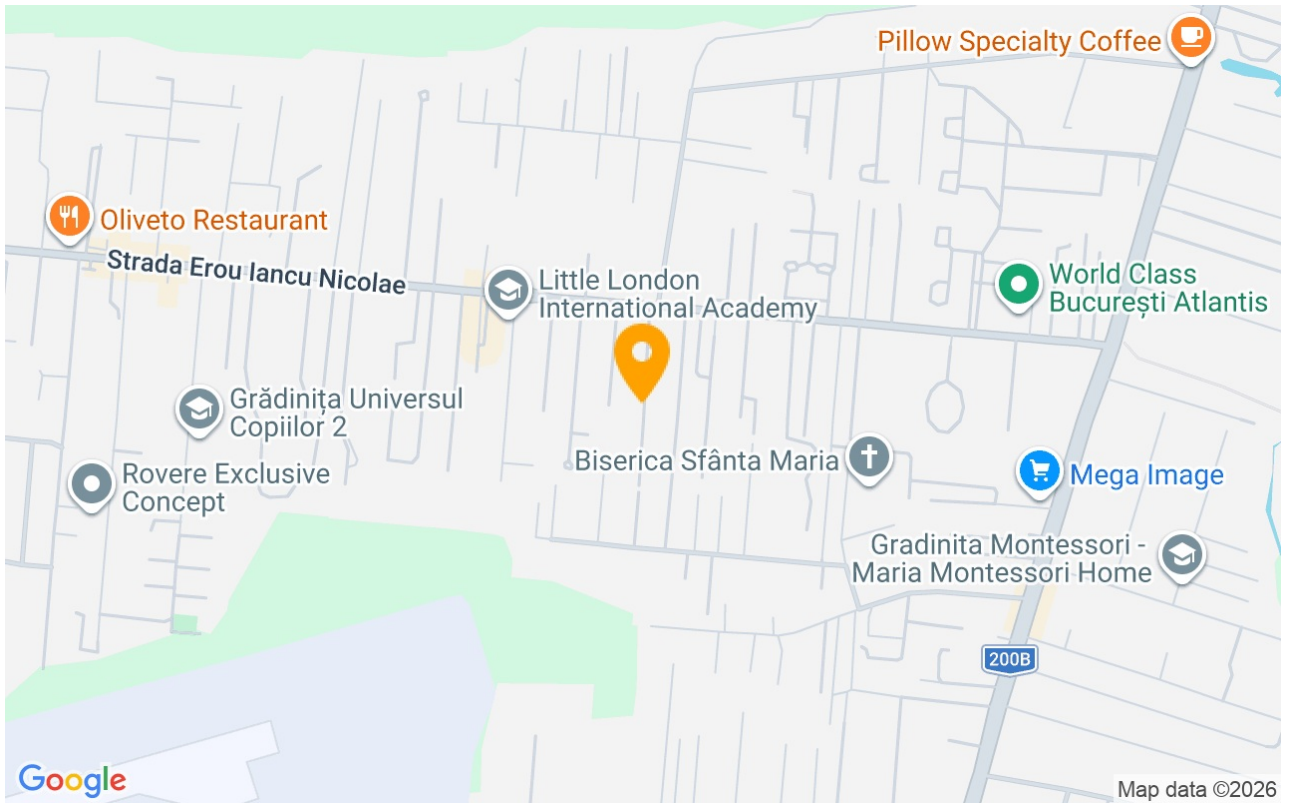 Pillow Specialty Coffee
Oliveto Restaurant
Strada Erou Iancu Nicolae
Little London
International Academy
World Class
București Atlantis
Grădinița Universul
Copiilor 2
Rovere Exclusive
Concept
Biserica Sfânta Maria
Mega Image
Gradinita Montessori -
Maria Montessori Home
200B
Google
Map data ©2026